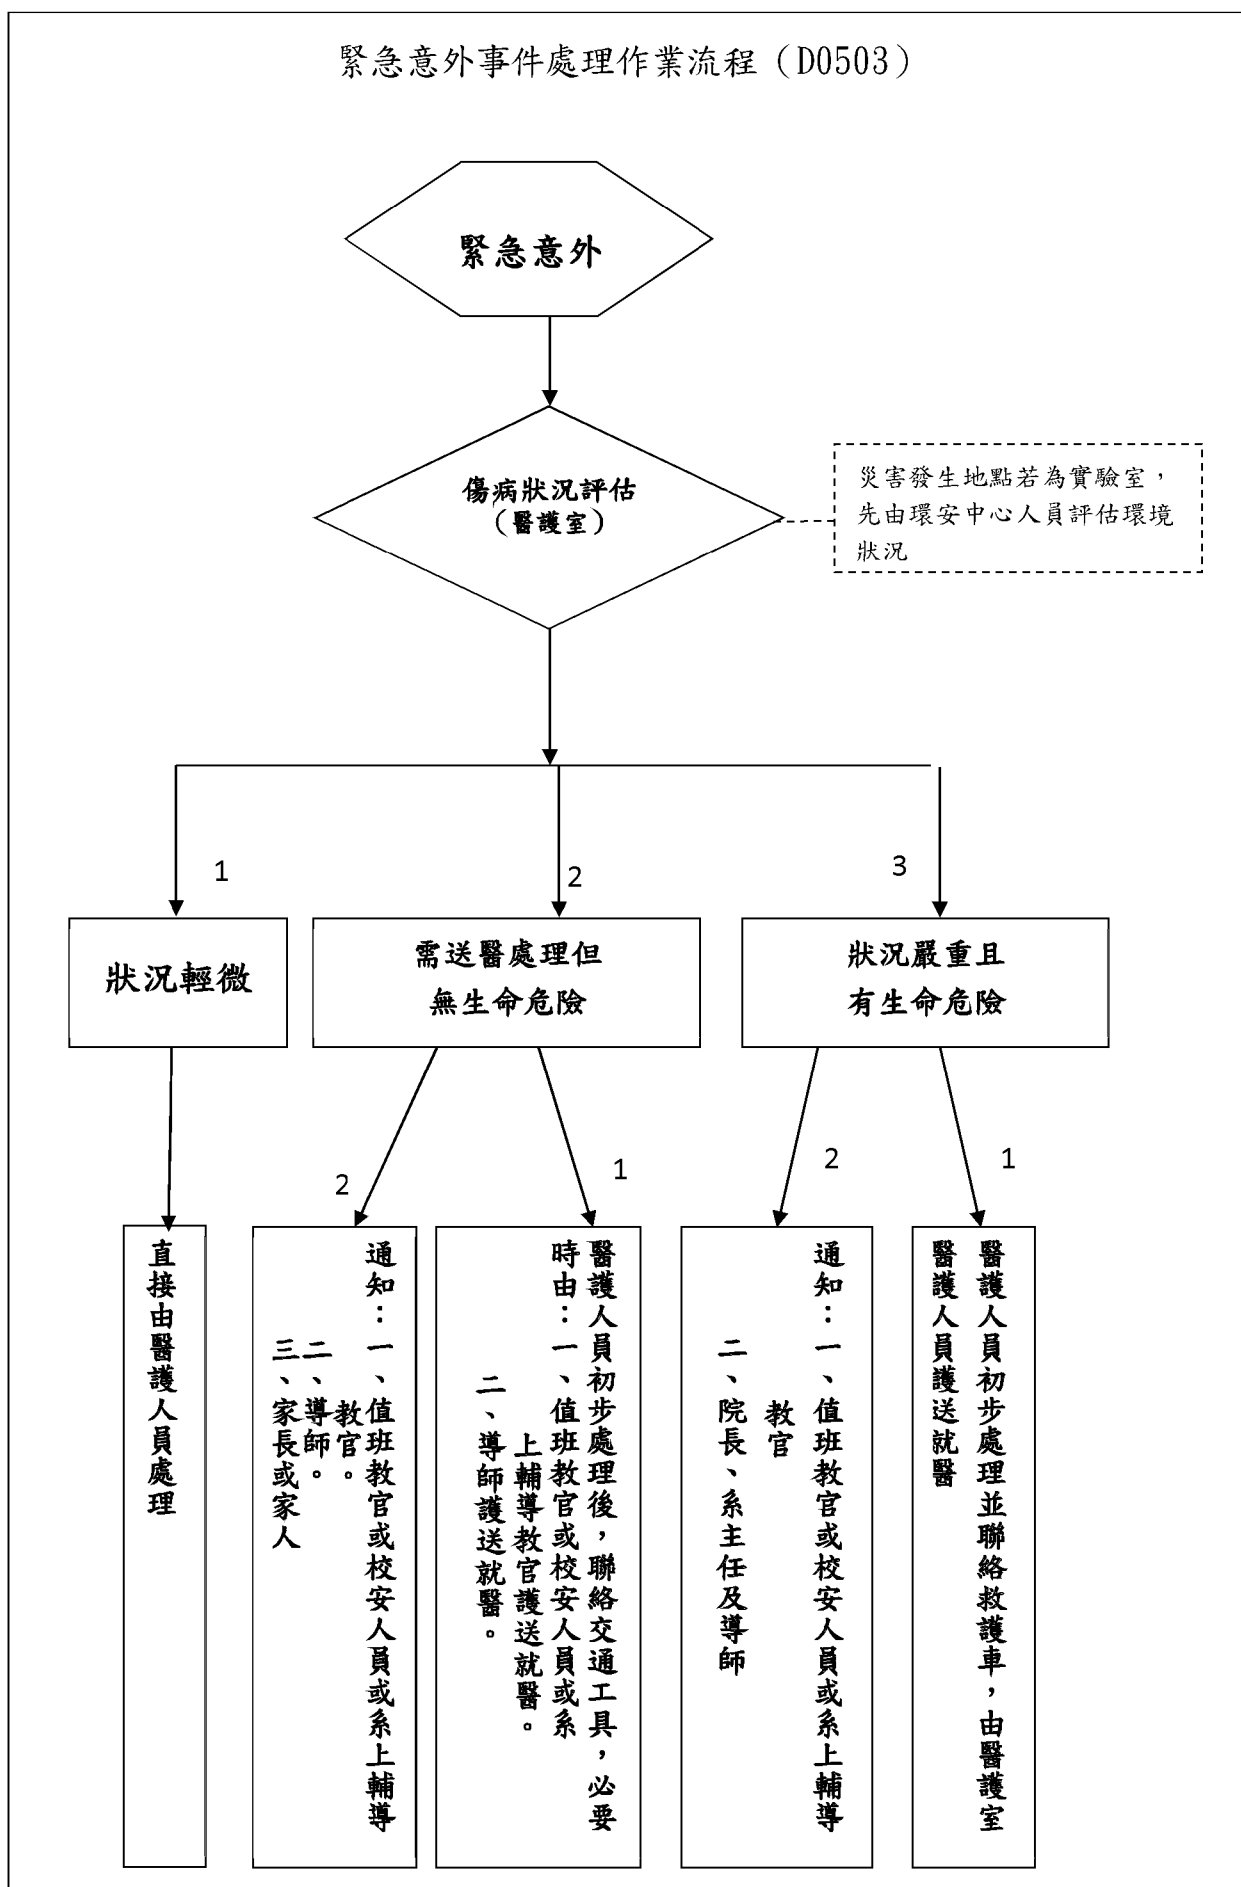 緊急意外事件處理作業流程（D0503）
緊急意外
傷病狀況評估
（醫護室）
災害發生地點若為實驗室，
先由環安中心人員評估環境
狀況
1
2
3
狀況輕微
需送醫處理但
無生命危險
狀況嚴重且
有生命危險
2
1
2
1
直接由醫護人員處理
通知：一、值班教官或校安人員或系上輔導
教官。
二、導師。
三、家長或家人
醫護人員初步處理後，聯絡交通工具，必要
時由：一、值班教官或校安人員或系
上輔導教官護送就醫。
二、導師護送就醫。
通知：一、值班教官或校安人員或系上輔導
教官
二、院長、系主任及導師
醫護人員初步處理並聯絡救護車，由醫護室
醫護人員護送就醫